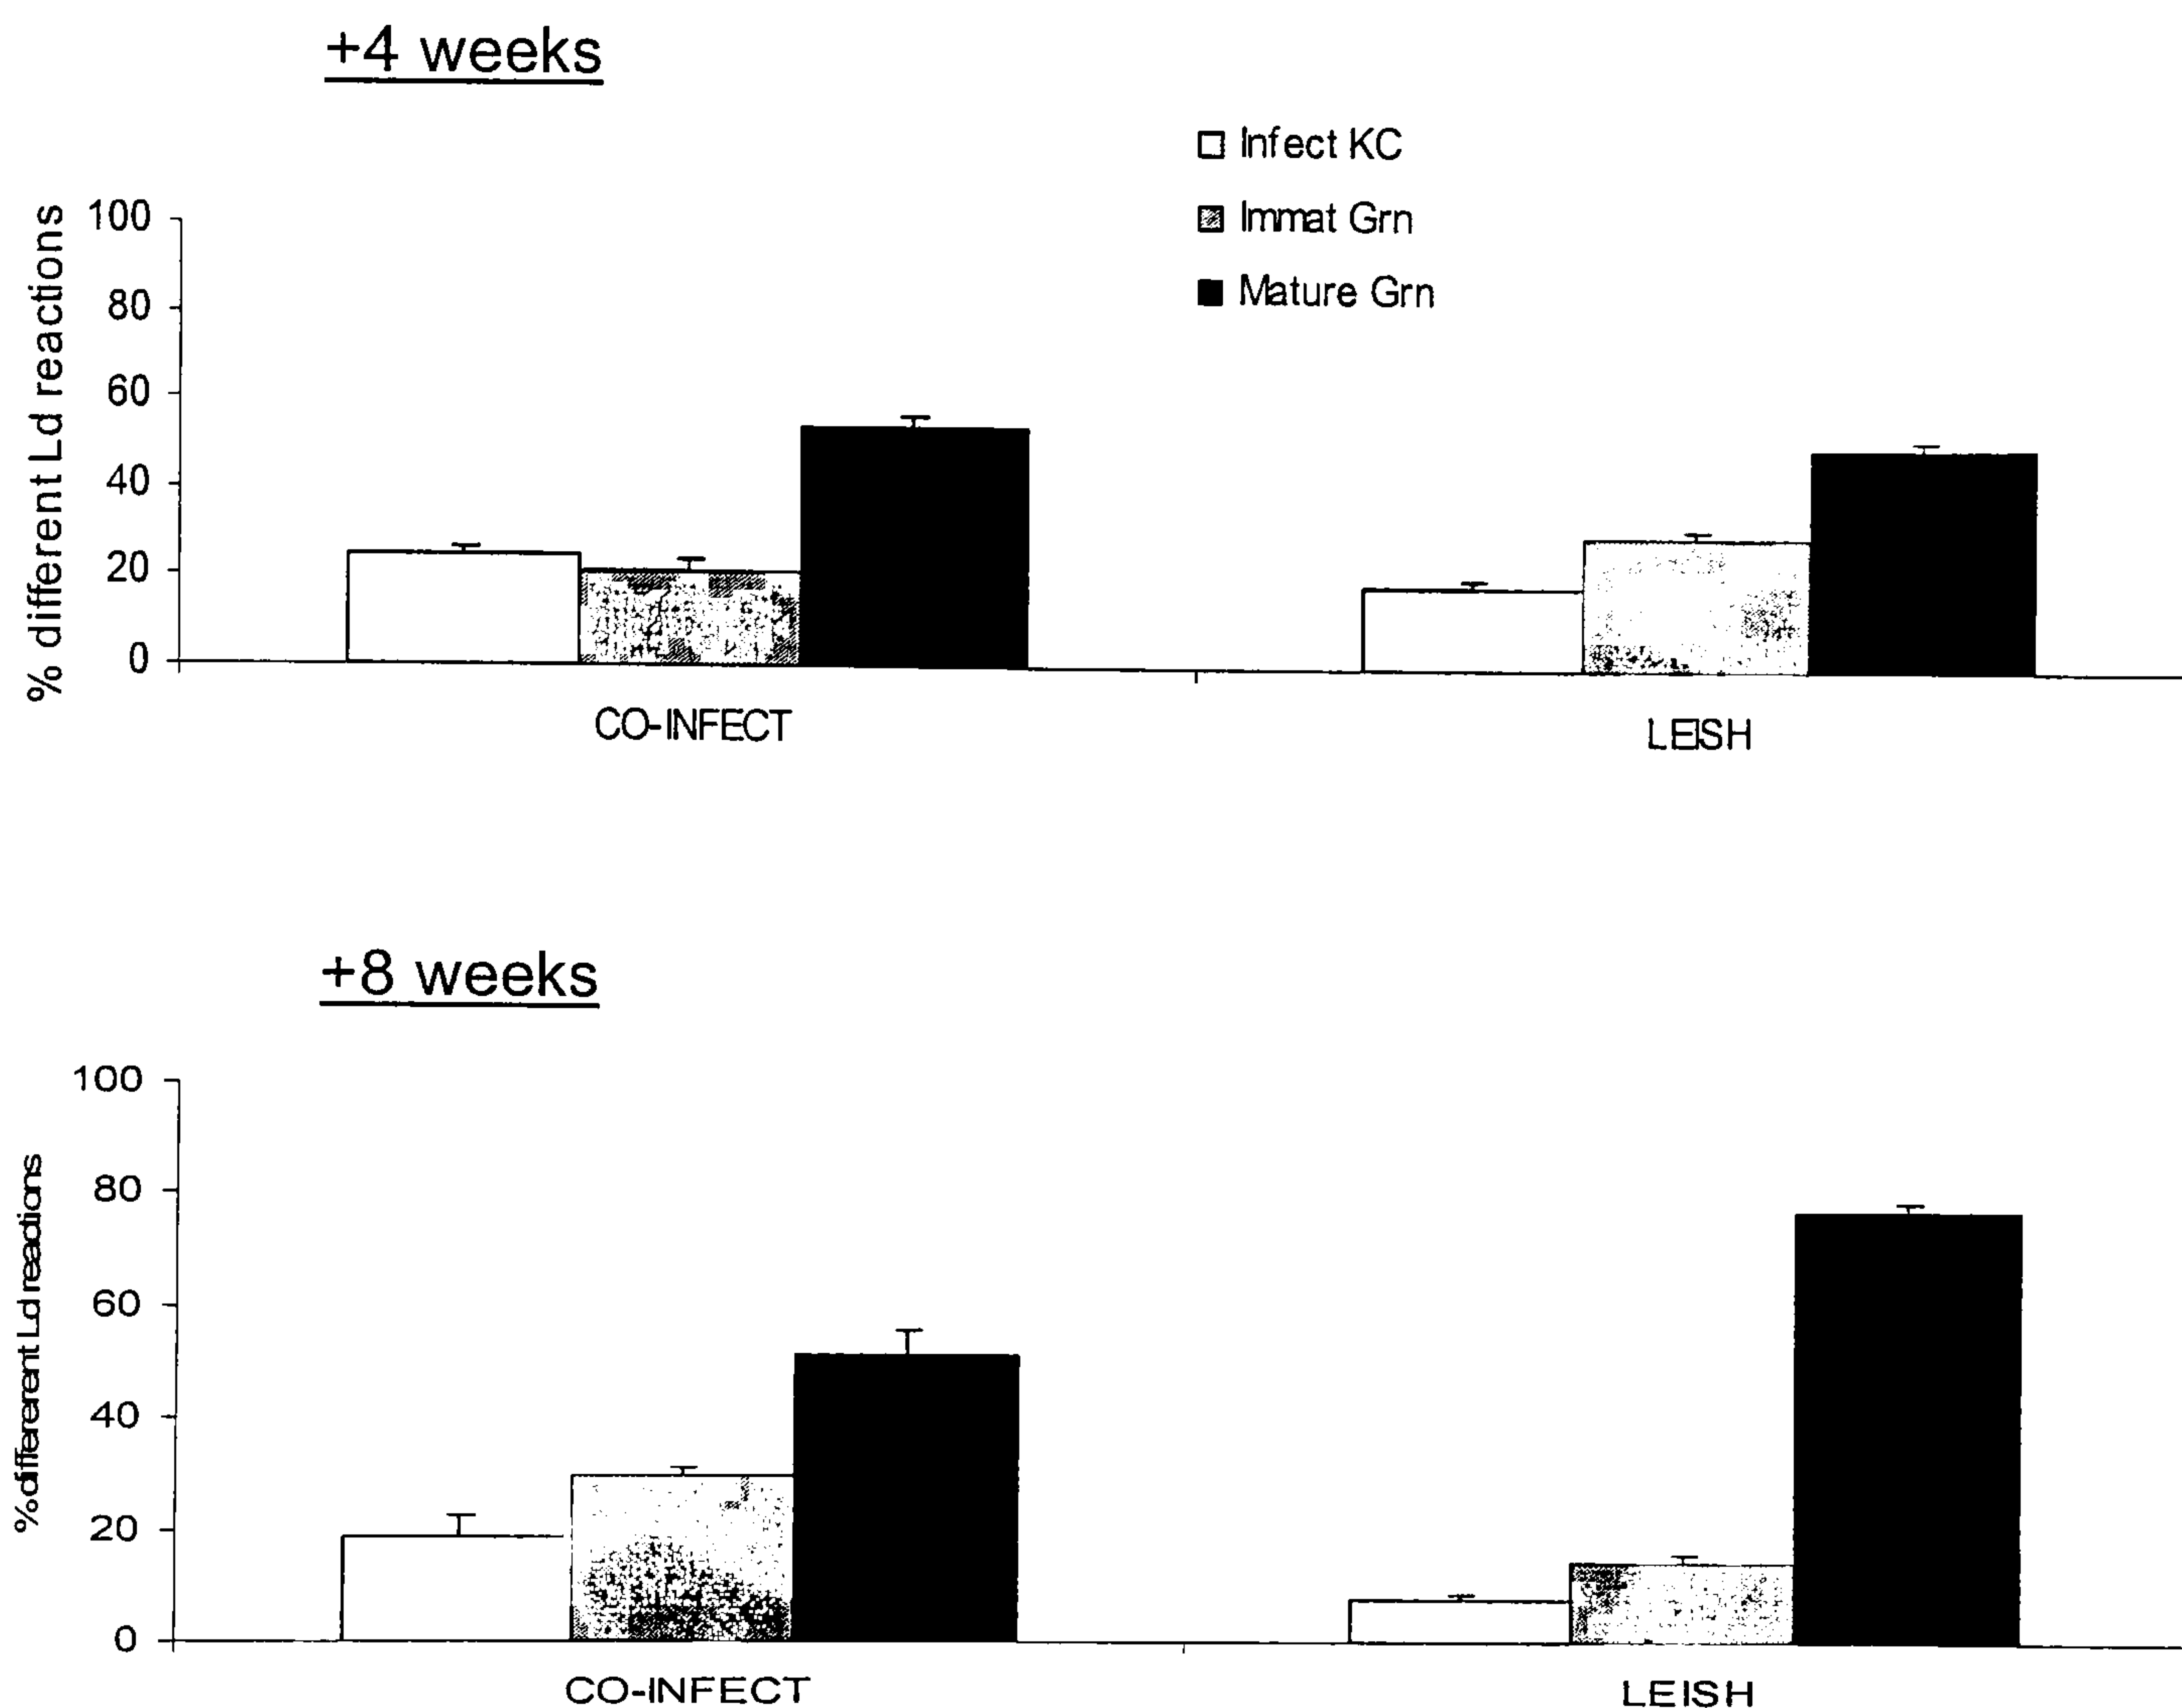 +4 weeks
Infect KC
Immat Grn
Mature Grn
% different Ld reactions
100
80
60
40
20
0
CO-INFECT
LEISH
+8 weeks
%different Ld reactions
100
80
60
40
20
0
CO-INFECT
LEISH